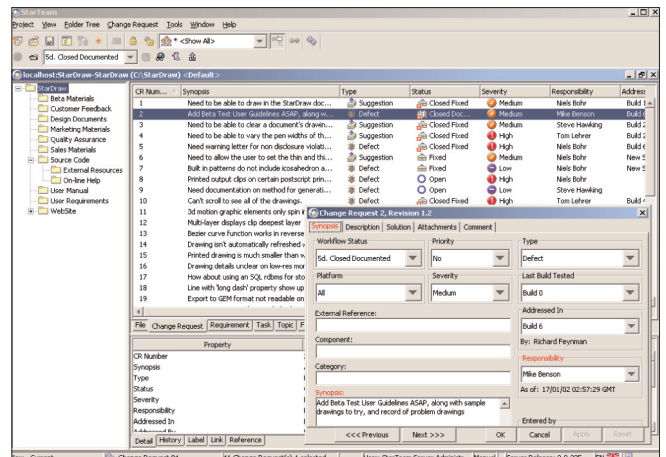 StarTeam
Project View Folder Tree Change Request Tools Window Help
<Show All>
5d. Closed Documented
localhost:StarDraw-StarDraw (C:\StarDraw) <Default>
StarDraw
Beta Materials
Customer Feedback
Design Documents
Marketing Materials
Quality Assurance
Sales Materials
Source Code
External Resources
On-line Help
User Manual
User Requirements
WebSite
CR Num... Synopsis Type Status Severity Responsibility Address
1 Need to be able to draw in the StarDraw doc... Suggestion Closed Fixed Medium Niels Bohr Build
2 Add Beta Test User Guidelines ASAP, along w... Defect Closed Doc... Medium Mike Benson Build
3 Need to be able to clear a document's drawin... Suggestion Closed Fixed Medium Steve Hawking Build
4 Need to be able to vary the pen widths of th... Suggestion Closed Fixed High Tom Lehrer Build
5 Need warning letter for non disclosure violati... Defect Closed Fixed High Niels Bohr Build
6 Need to allow the user to set the thin and thi... Suggestion Fixed Medium Niels Bohr New
7 Built in patterns do not include icosahedron a... Defect Fixed Low Niels Bohr New
8 Printed output clips on certain postscript prin... Defect Open High Niels Bohr
9 Need documentation on method for generati... Defect Open Low Steve Hawking
10 Can't scroll to see all of the drawings. Defect Closed Fixed High Tom Lehrer Build
11 3d motion graphic elements only spin
12 Multi-layer displays clip deepest layer
13 Bezier curve function works in reverse
14 Drawing isn't automatically refreshed
15 Printed drawing is much smaller than
16 Drawing details unclear on low-res mo
17 How about using an SQL rdbms for sto
18 Line with 'long dash' property show up
19 Export to GEM format not readable on
File Change Request Requirement Task Topic
Property
CR Number
Synopsis
Type
Status
Severity
Responsibility
Addressed In
Detail History Label Link Reference
Change Request 2, Revision 1.2
Synopsis Description Solution Attachments Comment
Workflow Status Priority Type
5d. Closed Documented No Defect
Platform Severity Last Build Tested
All Medium Build 0
External Reference: Addressed In
Build 6
Component: By: Richard Feynman
Category: Responsibility
Mike Benson
Synopsis: As of: 17/01/02 02:57:29 GMT
Add Beta Test User Guidelines ASAP, along with sample
drawings to try, and record of problem drawings
Entered by
<<< Previous Next >>> OK Cancel Apply Reset